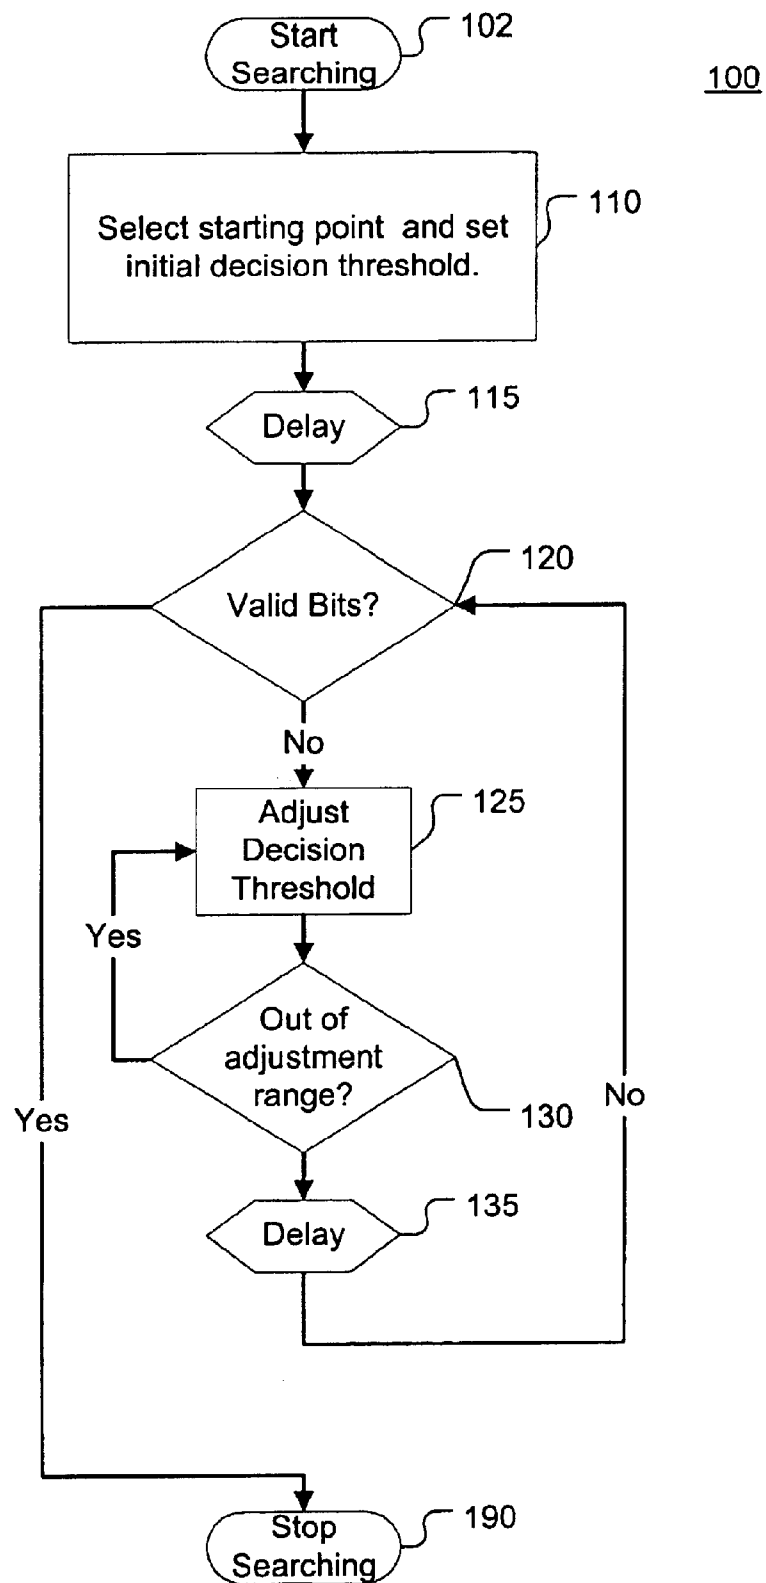 Start
Searching
102
100
Select starting point and set
initial decision threshold.
110
Delay
115
Valid Bits?
120
No
Adjust
Decision
Threshold
125
Yes
Out of
adjustment
range?
130
No
Yes
Delay
135
Stop
Searching
190